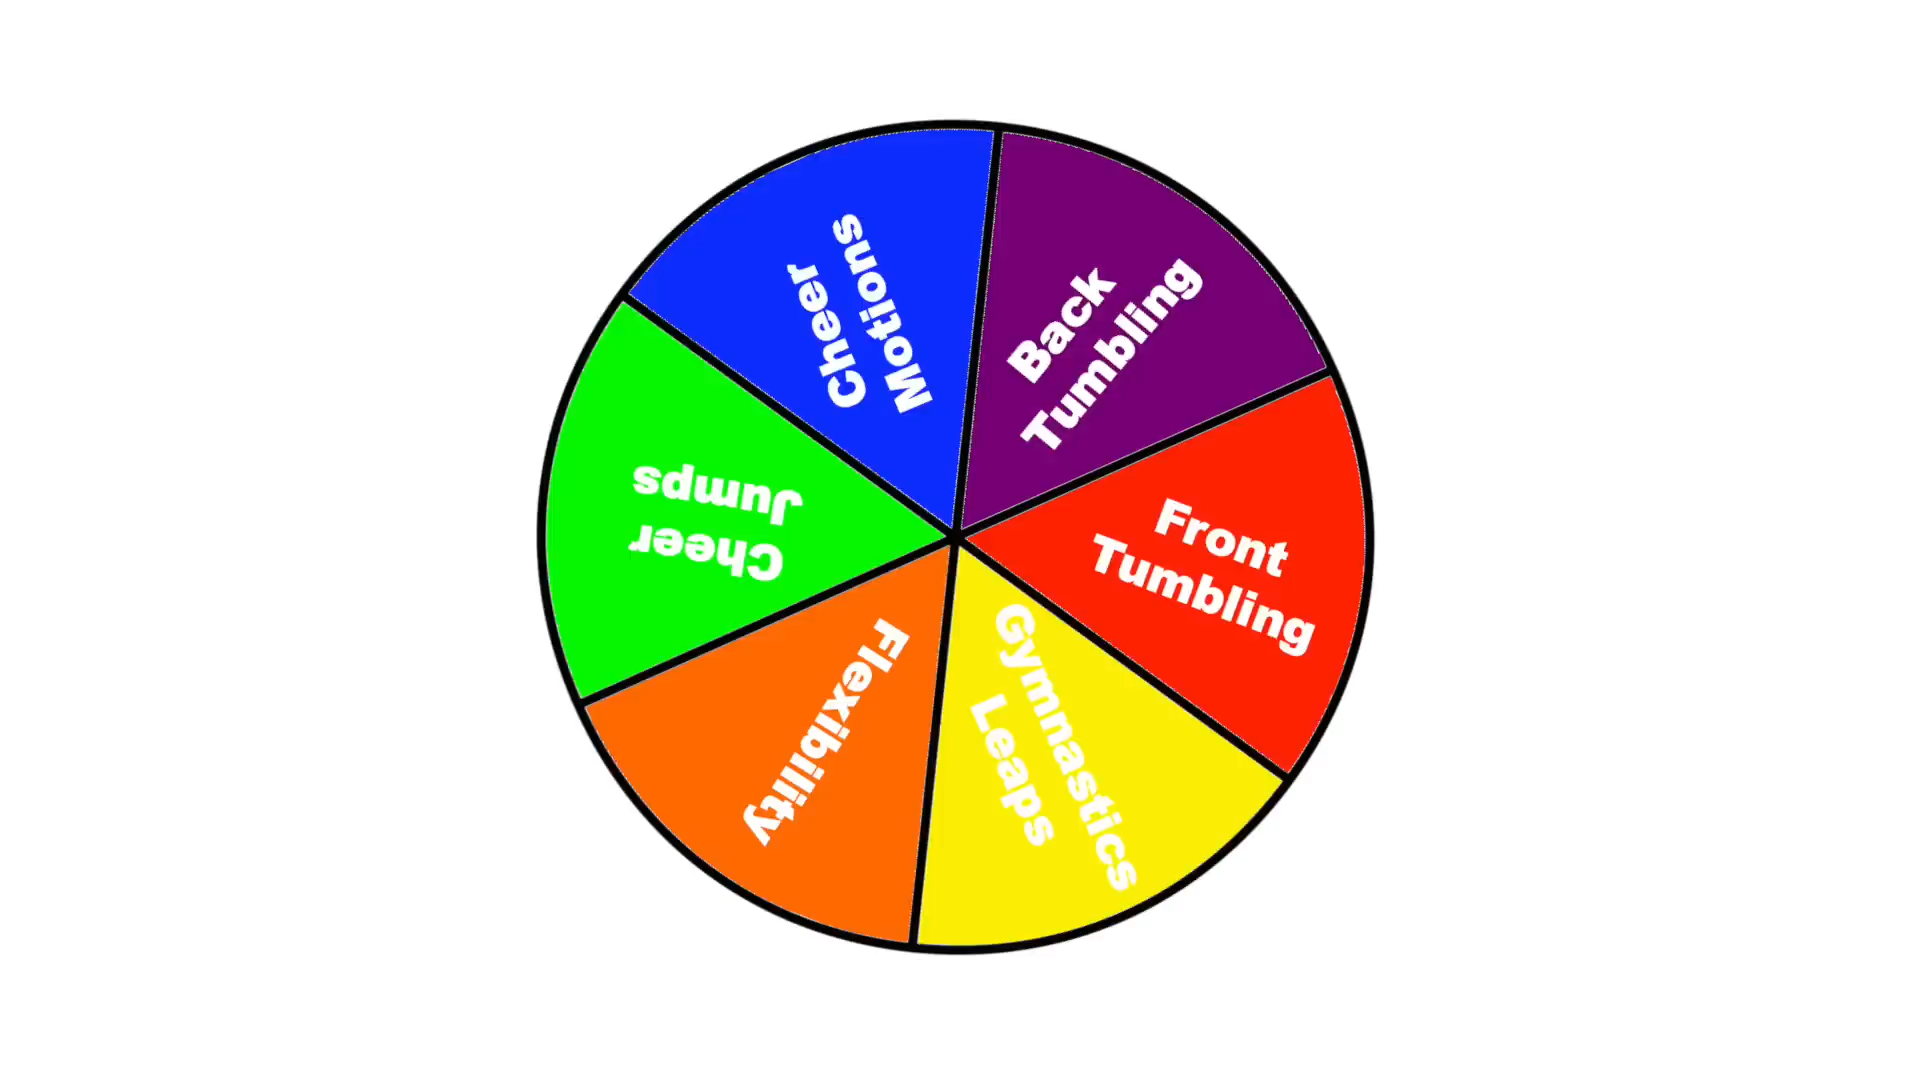 Back
Tumbling
Front
Tumbling
Gymnastics
Leaps
Flexibility
Cheer
Jumps
Cheer
Motions